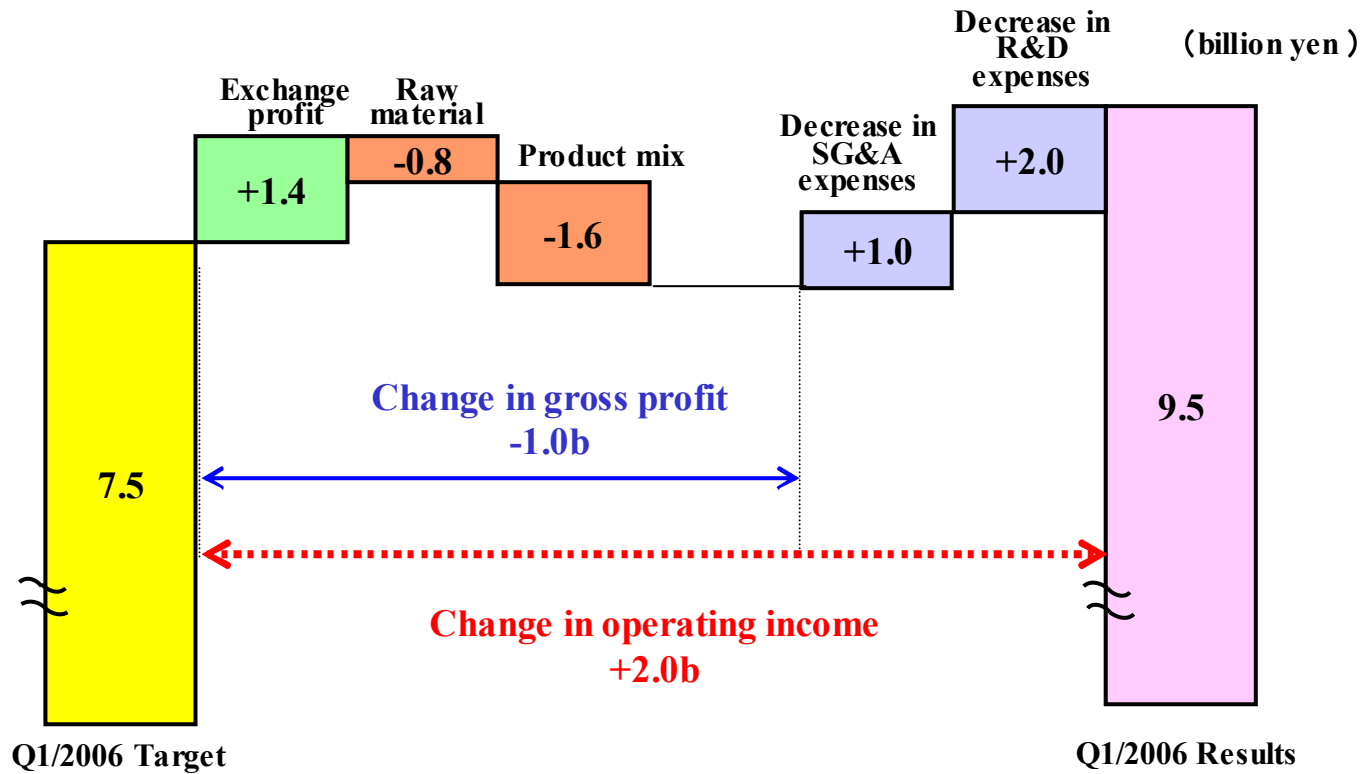 Decrease in
R&D
expenses
（billion yen）
Exchange
profit
Raw
material
Decrease in
SG&A
expenses
Product mix
+1.4
-0.8
-1.6
+1.0
+2.0
Change in gross profit
-1.0b
7.5
9.5
Change in operating income
+2.0b
Q1/2006 Target
Q1/2006 Results